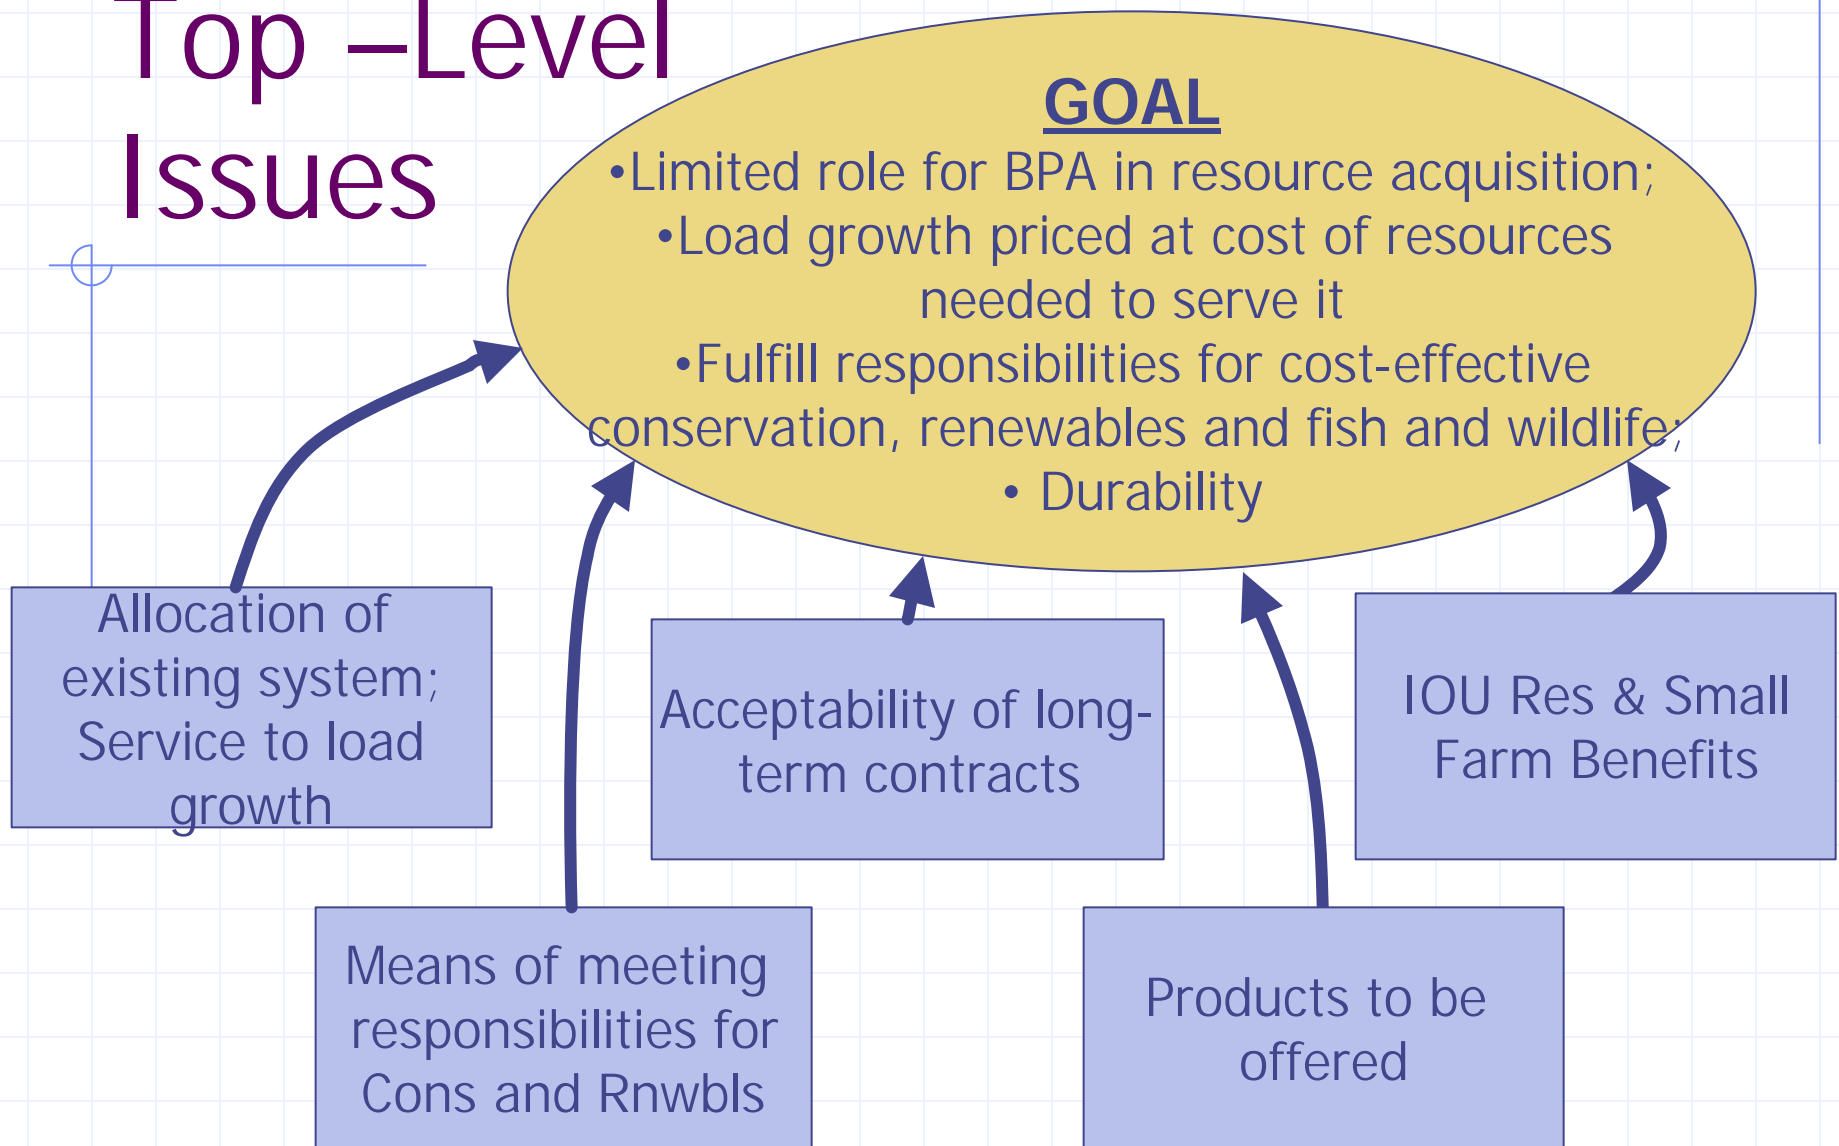 Top –Level
Issues
GOAL
•Limited role for BPA in resource acquisition;
•Load growth priced at cost of resources
needed to serve it
•Fulfill responsibilities for cost-effective
conservation, renewables and fish and wildlife;
• Durability
Allocation of
existing system;
Service to load
growth
Acceptability of long-
term contracts
IOU Res & Small
Farm Benefits
Means of meeting
responsibilities for
Cons and Rnwbls
Products to be
offered